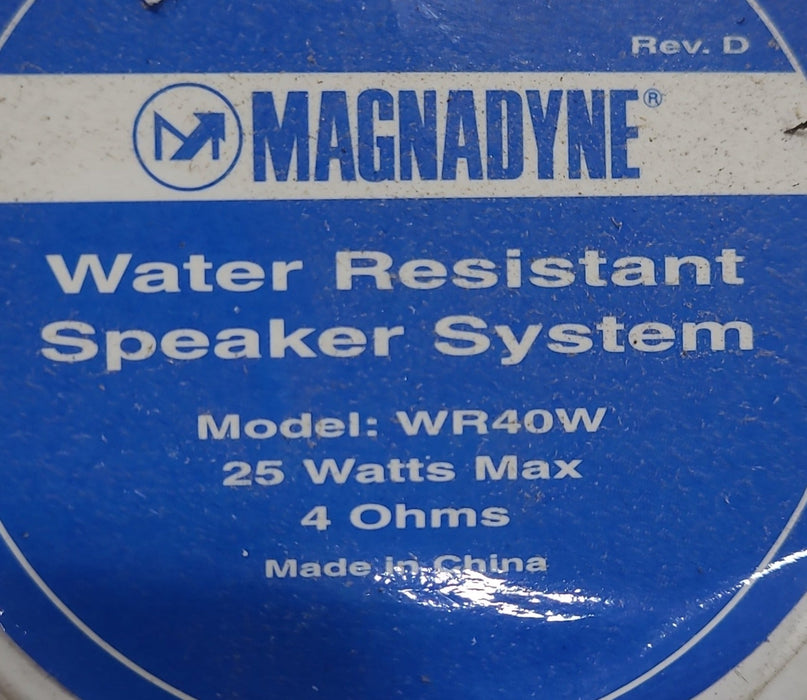 Rev. D
MAGNADYNE®
Water Resistant
Speaker System
Model: WR40W
25 Watts Max
4 Ohms
Made in China